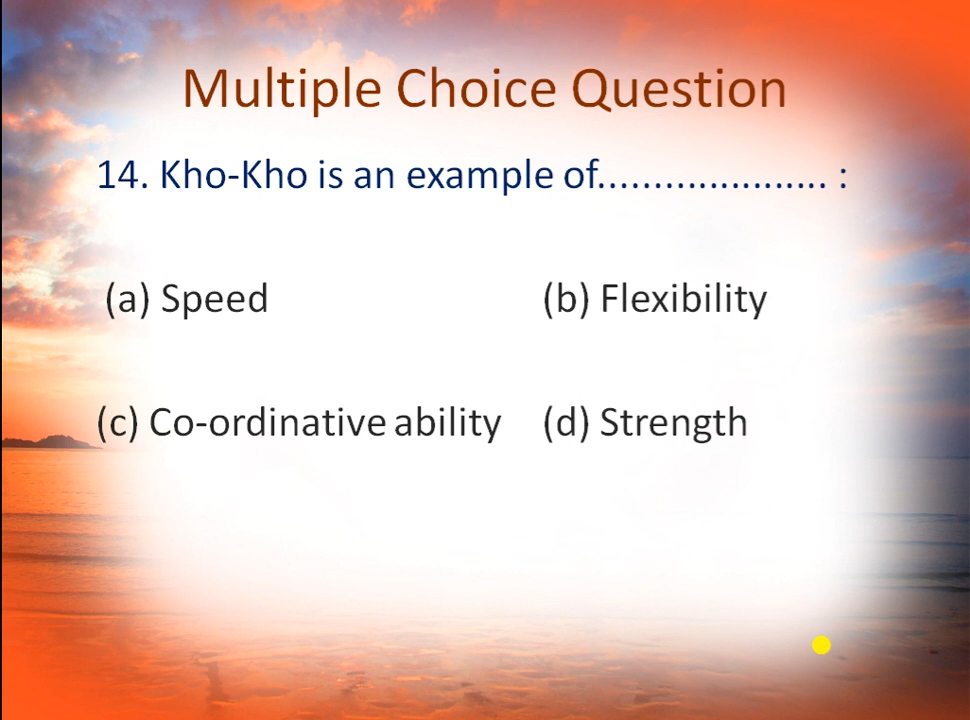 Multiple Choice Question
14. Kho-Kho is an example of..................... :
(a) Speed (b) Flexibility
(c) Co-ordinative ability (d) Strength